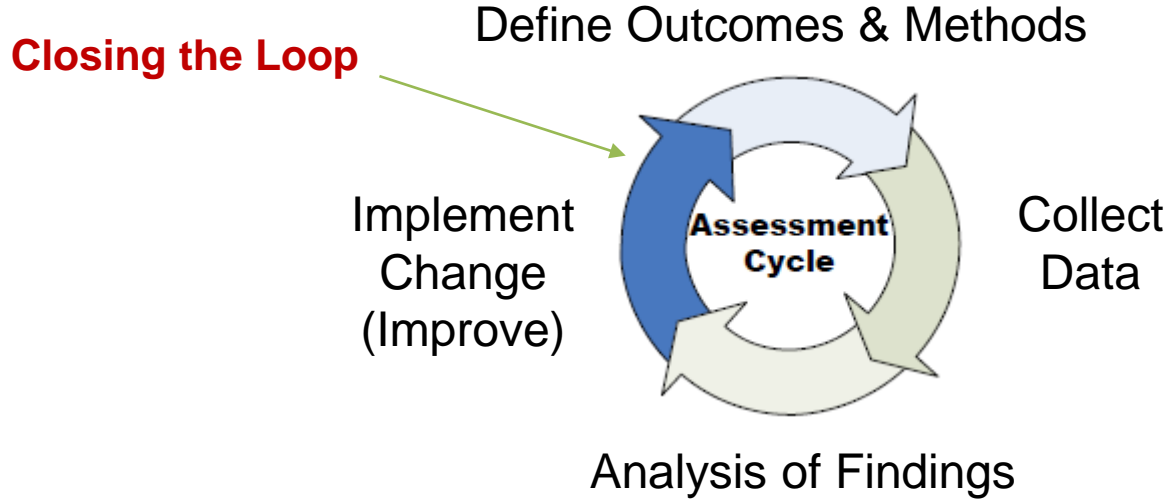 Define Outcomes & Methods
Closing the Loop
Implement
Change
(Improve)
Assessment
Cycle
Collect
Data
Analysis of Findings